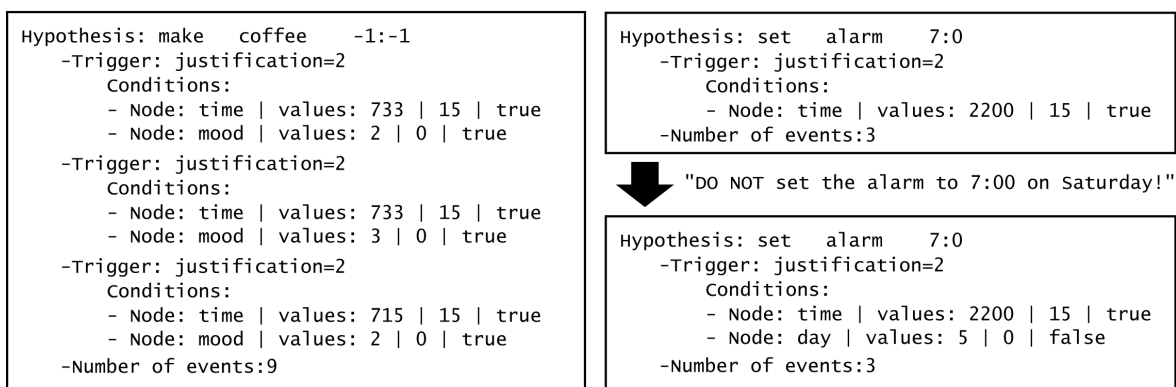 Hypothesis: make coffee -1:-1
-Trigger: justification=2
Conditions:
- Node: time | values: 733 | 15 | true
- Node: mood | values: 2 | 0 | true
-Trigger: justification=2
Conditions:
- Node: time | values: 733 | 15 | true
- Node: mood | values: 3 | 0 | true
-Trigger: justification=2
Conditions:
- Node: time | values: 715 | 15 | true
- Node: mood | values: 2 | 0 | true
-Number of events:9
Hypothesis: set alarm 7:0
-Trigger: justification=2
Conditions:
- Node: time | values: 2200 | 15 | true
-Number of events:3
"DO NOT set the alarm to 7:00 on Saturday!"
Hypothesis: set alarm 7:0
-Trigger: justification=2
Conditions:
- Node: time | values: 2200 | 15 | true
- Node: day | values: 5 | 0 | false
-Number of events:3